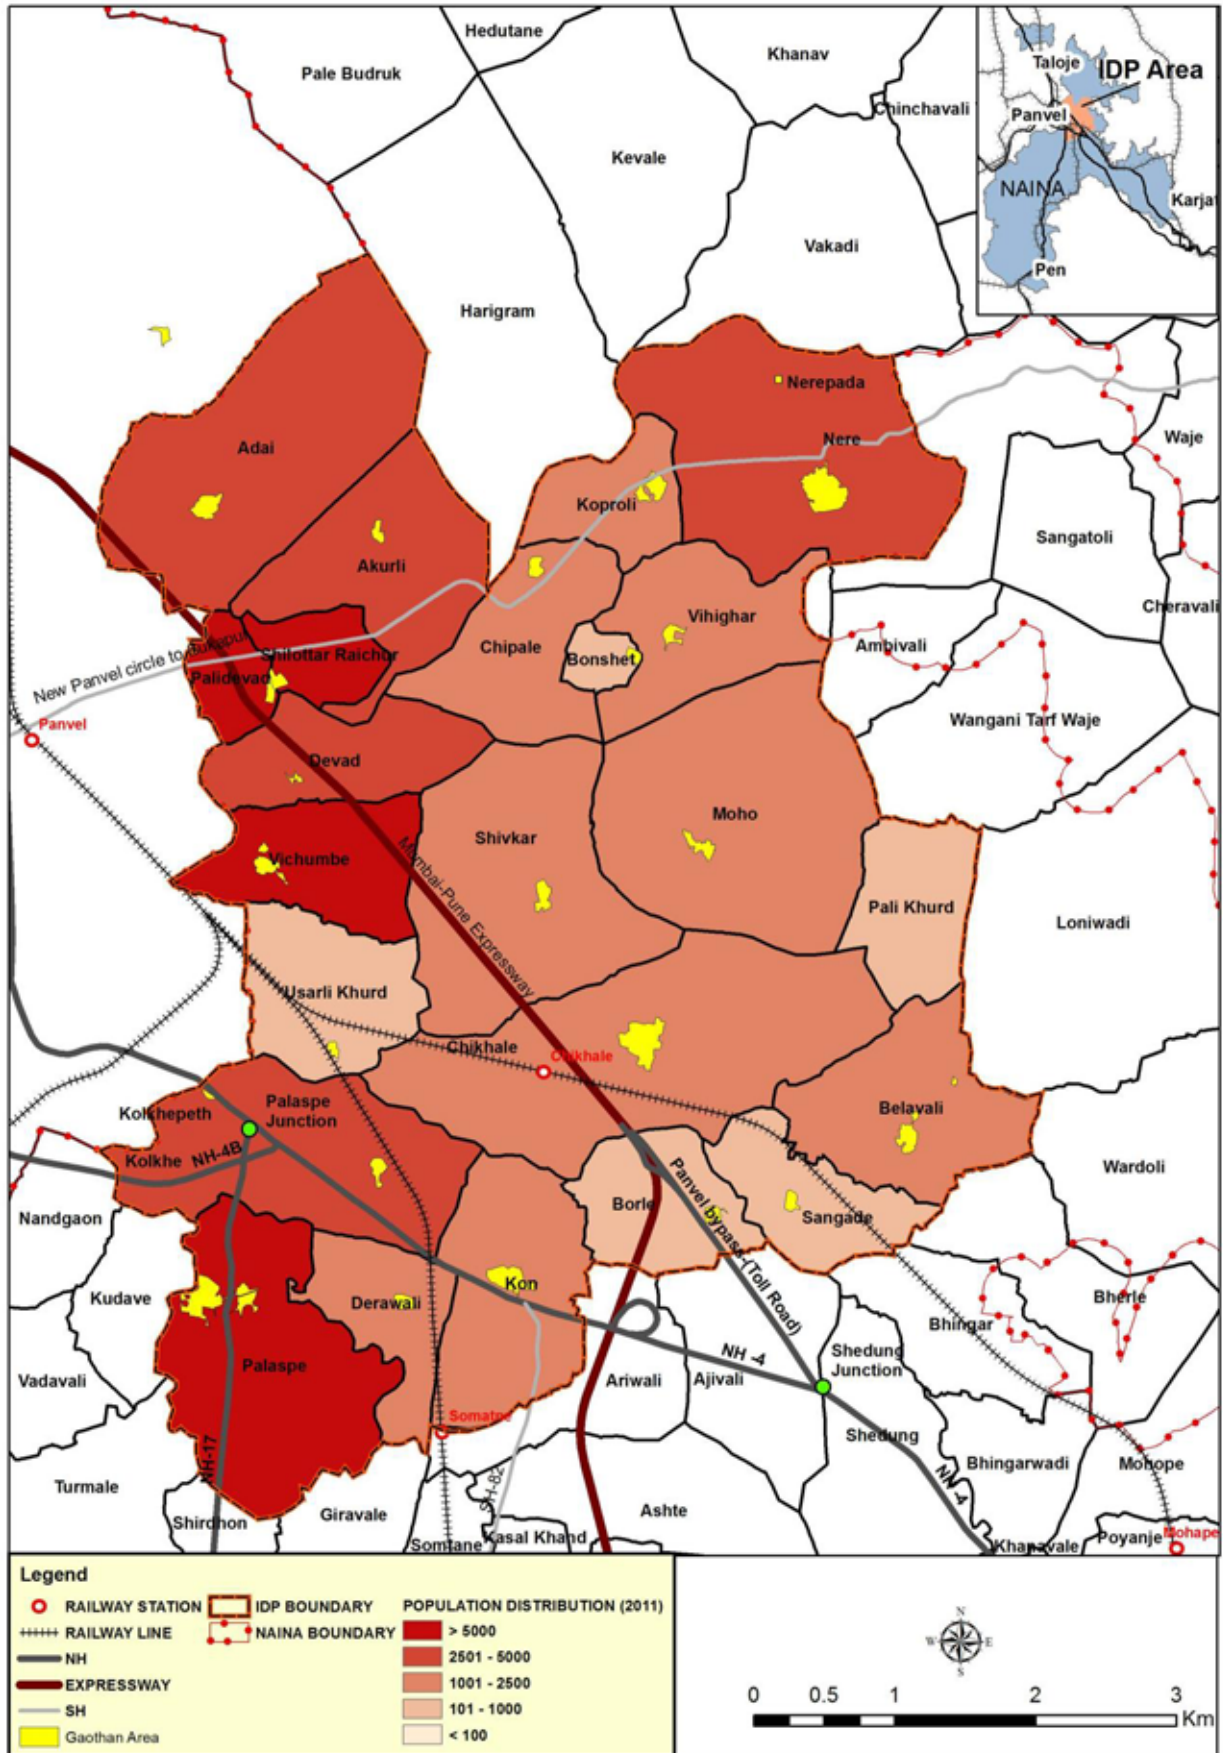 Hedutane
Pale Budruk
Khanav
Chinchavali
Kevale
Vakadi
Harigram
Taloje
IDP Area
Panvel
NAINA
Karjat
Pen
Nerepada
Nere
Waje
Adai
Koproli
Akurli
Sangatoli
Cheravali
Vihighar
Chipale
Bonshet
Ambivali
Shilottar Raichur
Palidevad
New Panvel circle to
Panvel
Wangani Tarf Waje
Devad
Moho
Shivkar
Vichumbe
Mumbai-Pune Expressway
Pali Khurd
Loniwadi
Usarli Khurd
Chikhale
Chikhale
Kolkhepeth
Palaspe
Junction
Belavali
Kolkhe
NH-4B
Wardoli
Panvel bypass-(Toll Road)
Borle
Sangade
Nandgaon
Kudave
Derawali
Kon
Bherle
Bhingar
NH -4
Shedung
Junction
Palaspe
Ariwali
Ajivali
Vadavali
Somatne
Shedung
NH-17
Bhingarwadi
Mohope
Turmale
SH-82
NH-4
Giravale
Ashte
Shirdhon
Somtane
Kasal Khand
Khanavale
Poyanje
Mohape
Legend
RAILWAY STATION
IDP BOUNDARY
POPULATION DISTRIBUTION (2011)
RAILWAY LINE
NAINA BOUNDARY
> 5000
NH
2501 - 5000
EXPRESSWAY
1001 - 2500
SH
101 - 1000
Gaothan Area
< 100
N
W
E
S
0 0.5 1 2 3
Km